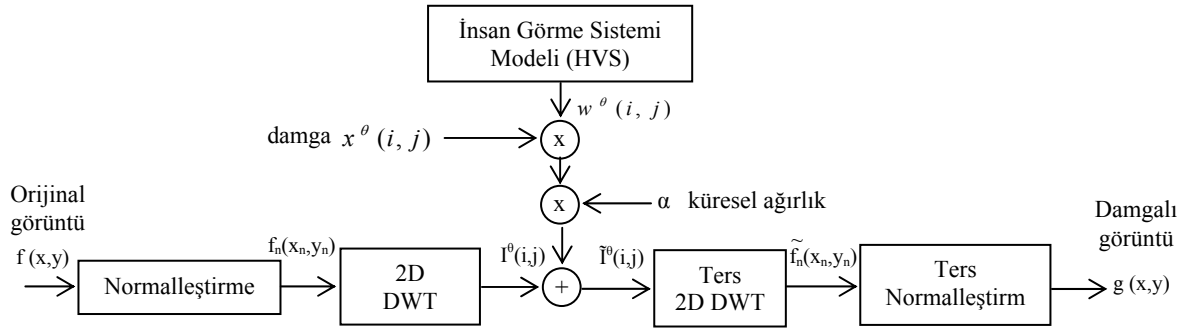 İnsan Görme Sistemi
Modeli (HVS)
w θ (i, j)
damga x θ (i, j)
x
x
α küresel ağırlık
Orijinal
görüntü
f (x,y)
Normalleştirme
fn(xn,yn)
2D
DWT
Iθ(i,j)
+
Ĩθ(i,j)
Ters
2D DWT
f̃n(xn,yn)
Ters
Normalleştirm
Damgalı
görüntü
g (x,y)